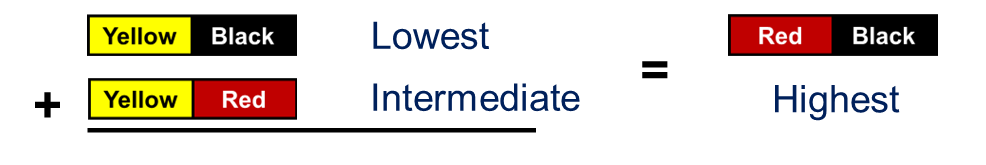 Yellow Black Lowest
+ Yellow Red Intermediate
= Red Black
Highest